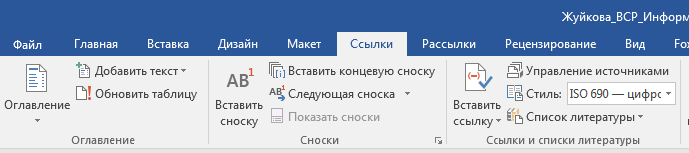 Жуйкова_ВСР_Информ
Файл Главная Вставка Дизайн Макет Ссылки Рассылки Рецензирование Вид Fox
Оглавление
Добавить текст
Обновить таблицу
Оглавление
AB1
Вставить
сноску
Вставить концевую сноску
Следующая сноска
Показать сноски
Сноски
Вставить
ссылку
Управление источниками
Стиль: ISO 690 — цифро
Список литературы
Ссылки и списки литературы